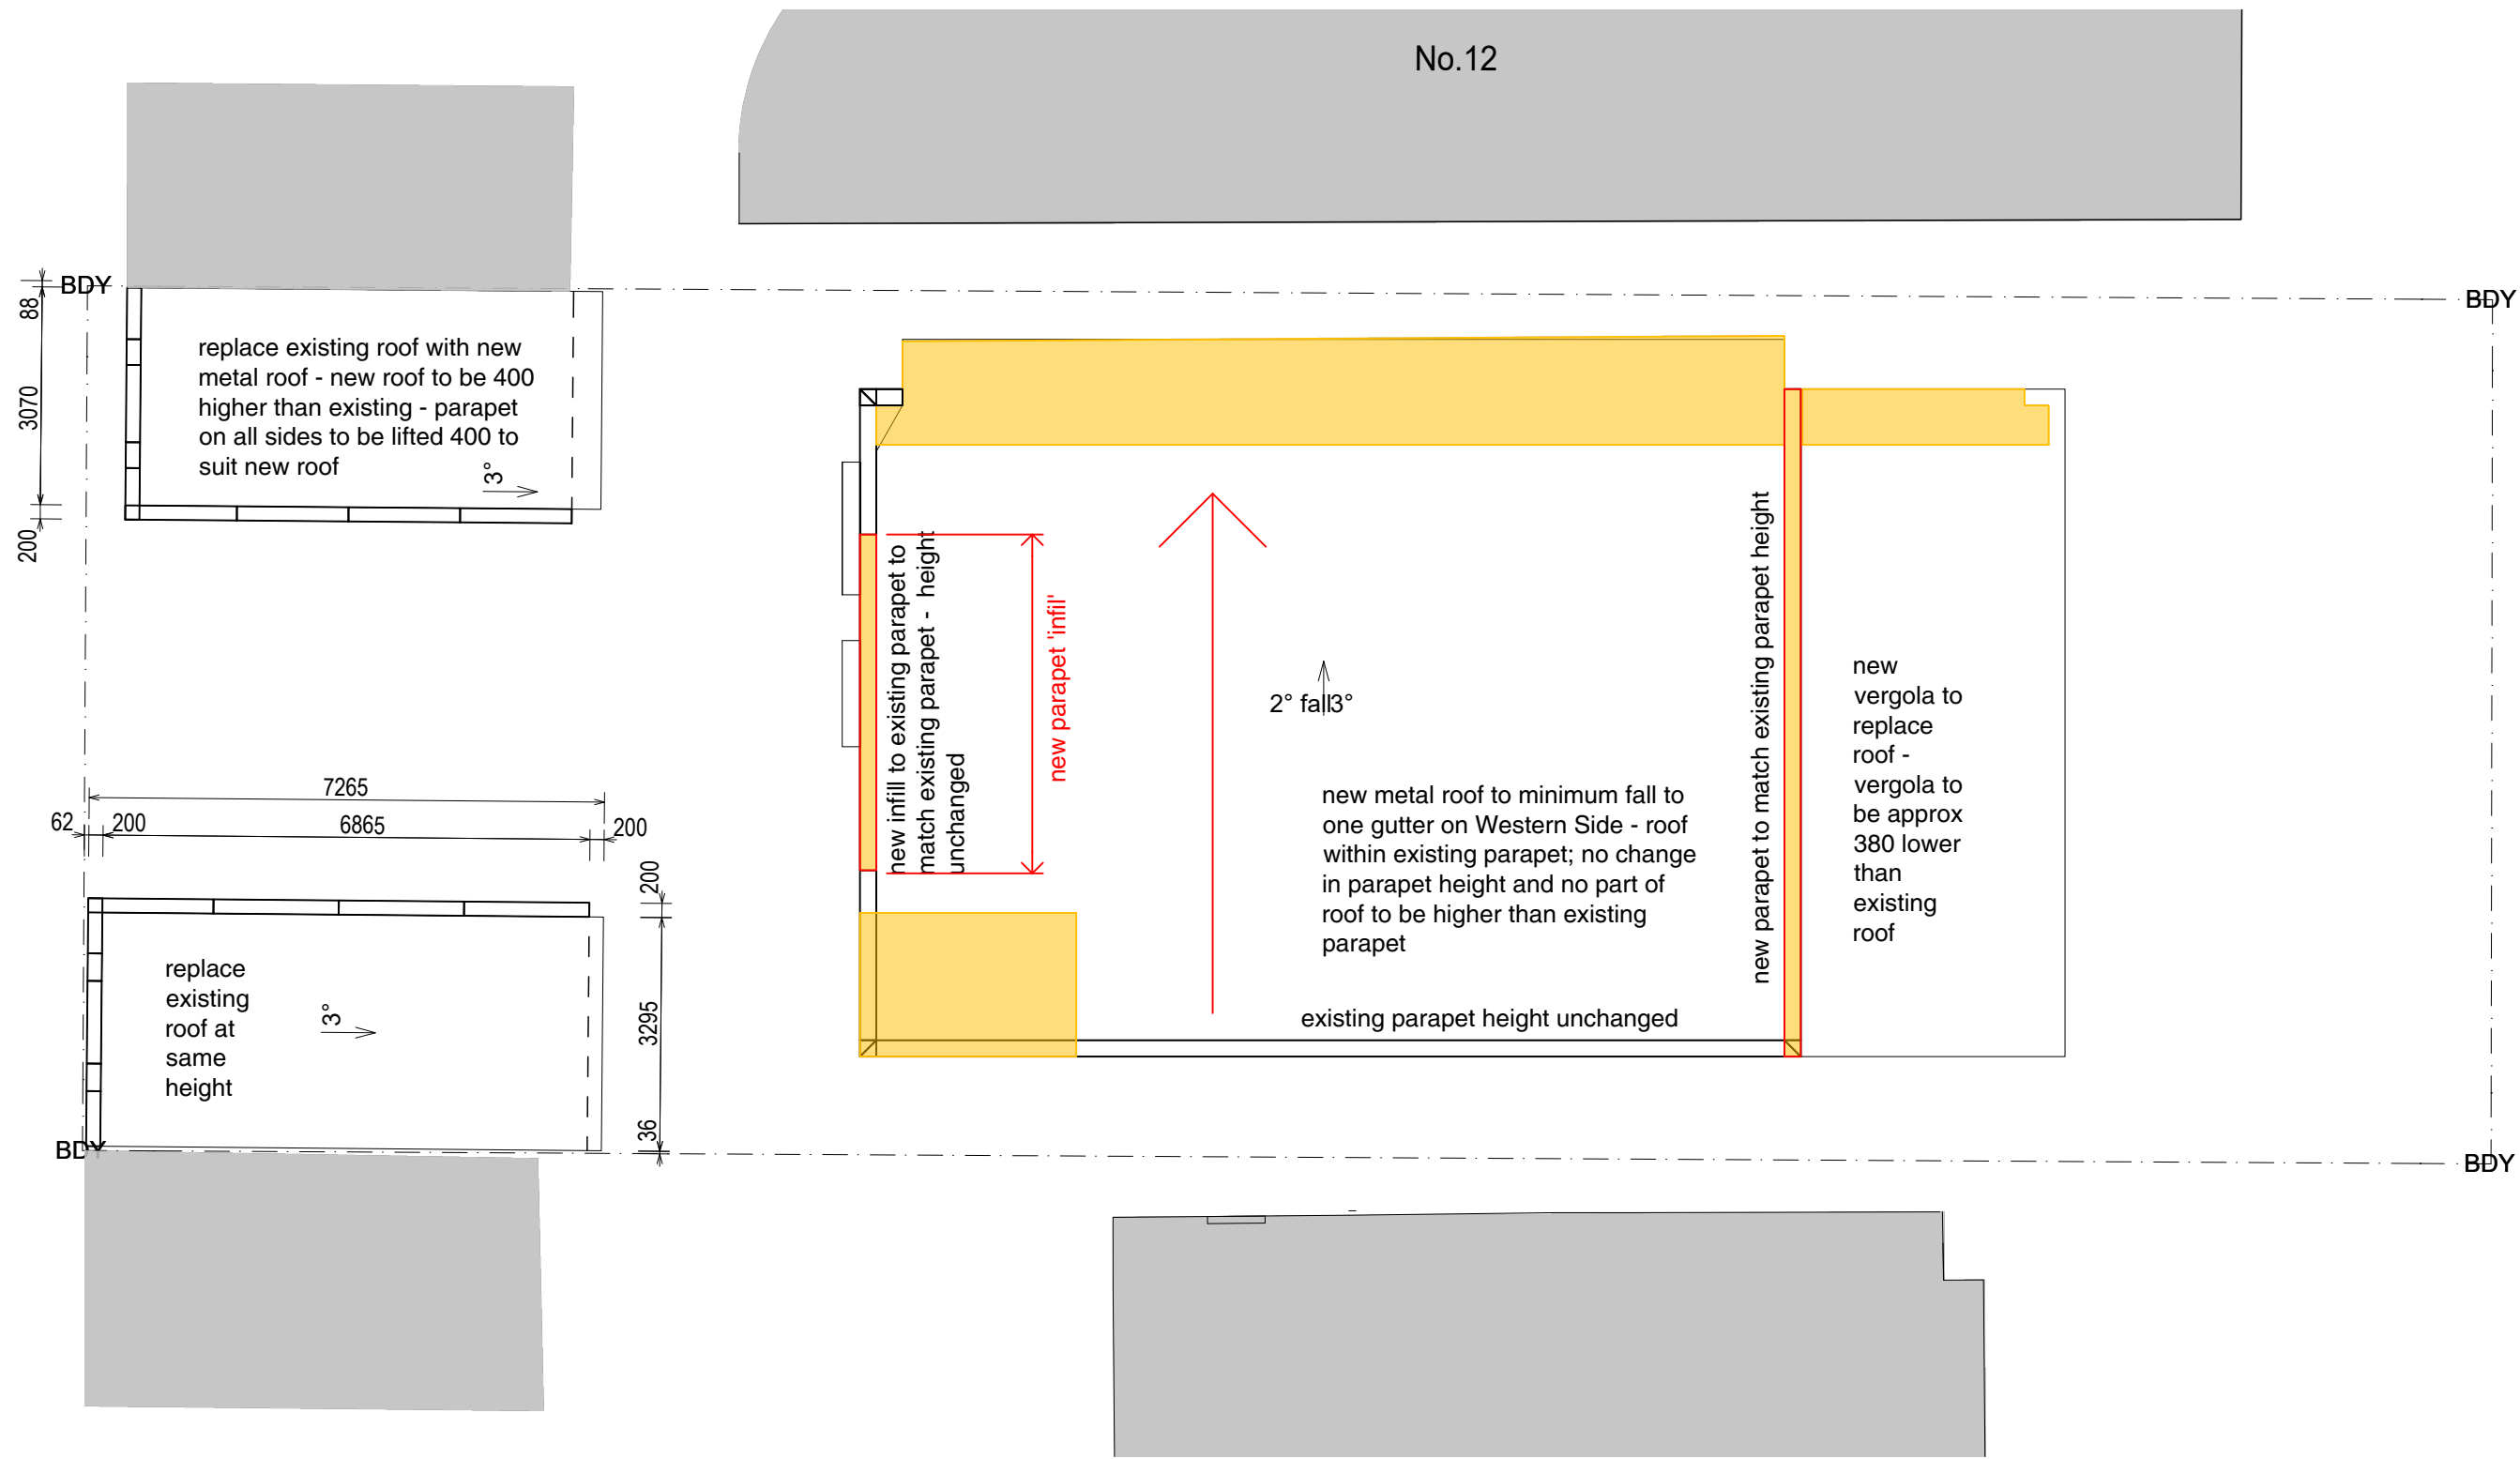 No.12
BDY
BDY
88
3070
200
replace existing roof with new
metal roof - new roof to be 400
higher than existing - parapet
on all sides to be lifted 400 to
suit new roof
3°
7265
62
200
6865
200
200
3295
36
replace
existing
roof at
same
height
3°
BDY
new infill to existing parapet to
match existing parapet - height
unchanged
new parapet 'infil'
2° fall
3°
new metal roof to minimum fall to
one gutter on Western Side - roof
within existing parapet; no change
in parapet height and no part of
roof to be higher than existing
parapet
existing parapet height unchanged
new parapet to match existing parapet height
new
vergola to
replace
roof -
vergola to
be approx
380 lower
than
existing
roof
BDY